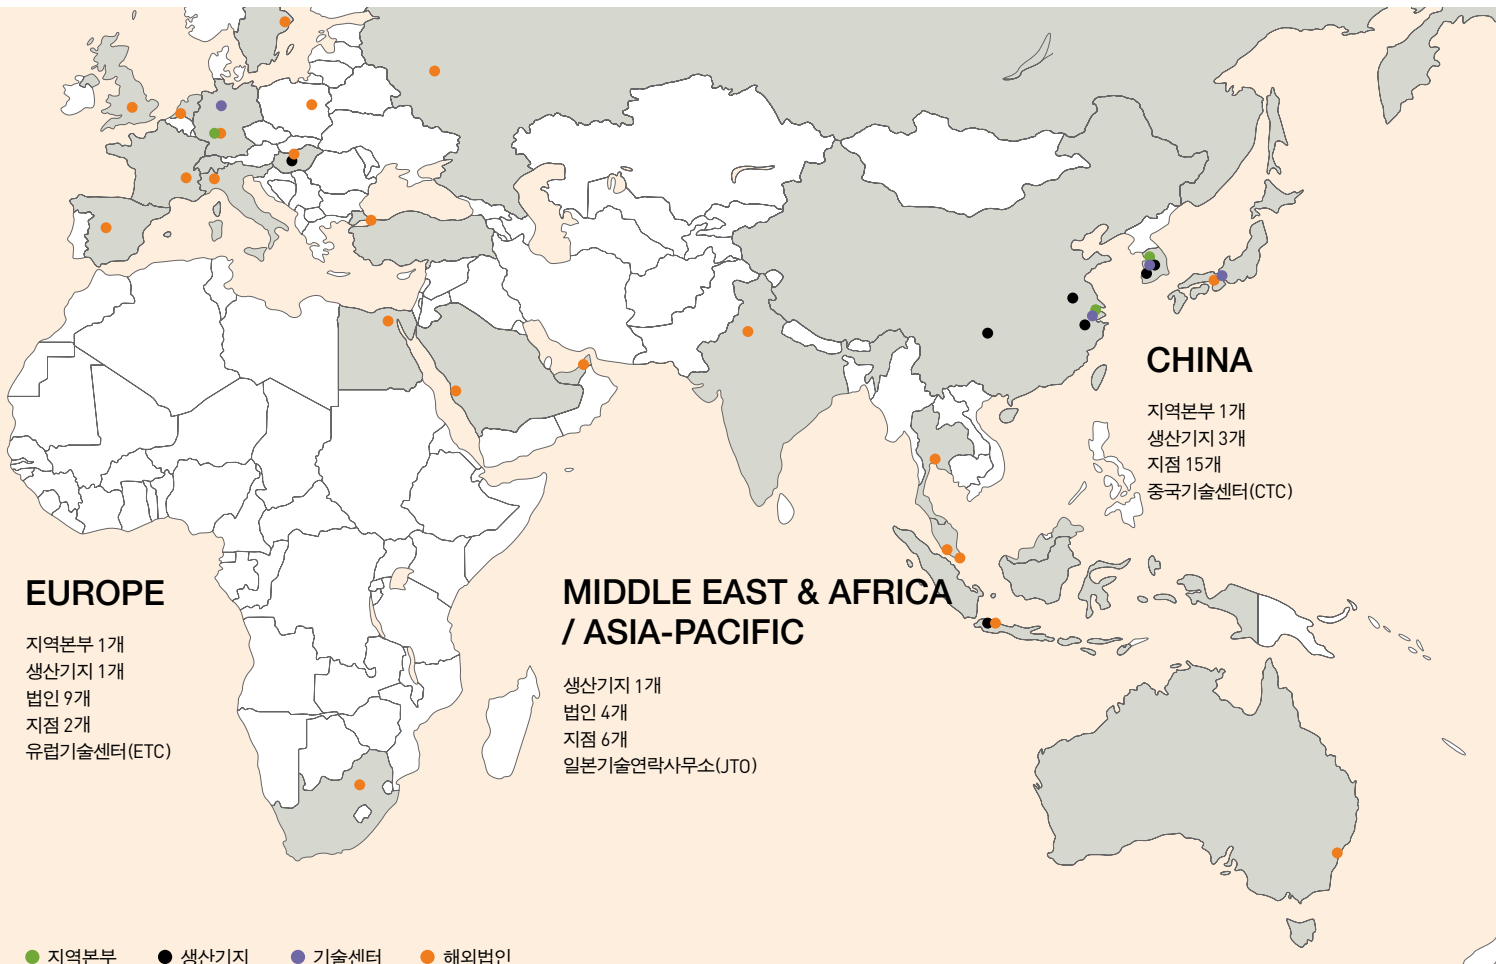 CHINA
지역본부 1개
생산기지 3개
지점 15개
중국기술센터(CTC)
EUROPE
지역본부 1개
생산기지 1개
법인 9개
지점 2개
유럽기술센터(ETC)
MIDDLE EAST & AFRICA
/ ASIA-PACIFIC
생산기지 1개
법인 4개
지점 6개
일본기술연락사무소(JTO)
지역본부 생산기지 기술센터 해외법인